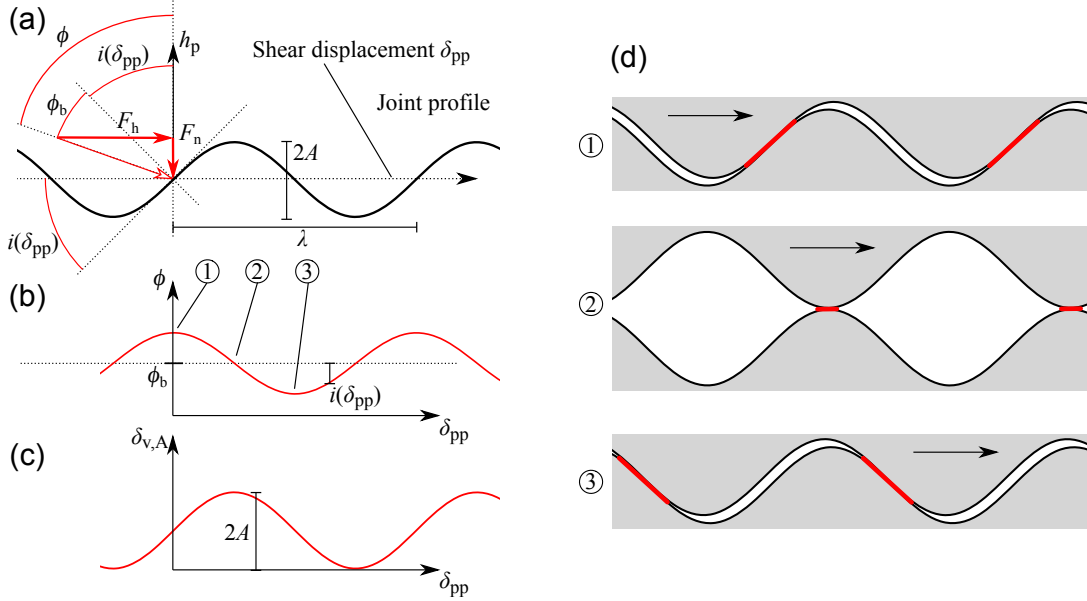 (a)
ϕ
i(δpp)
hp
ϕb
Fh
Fn
Shear displacement δpp
Joint profile
2A
i(δpp)
λ
(b)
ϕ
① ② ③
ϕb
i(δpp)
δpp
(c)
δv,A
2A
δpp
(d)
①
②
③